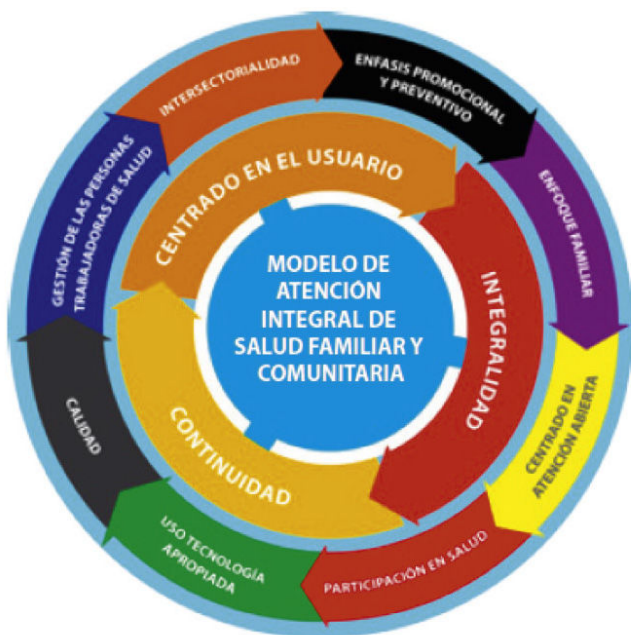 INTERSECTORIALIDAD
ENFASIS PROMOCIONAL
Y PREVENTIVO
ENFOQUE FAMILIAR
CENTRADO EN
ATENCIÓN ABIERTA
PARTICIPACIÓN EN SALUD
USO TECNOLOGÍA
APROPIADA
CALIDAD
GESTIÓN DE LAS PERSONAS
TRABAJADORAS DE SALUD
CENTRADO EN EL USUARIO
INTEGRALIDAD
CONTINUIDAD
MODELO DE
ATENCIÓN
INTEGRAL DE
SALUD FAMILIAR Y
COMUNITARIA